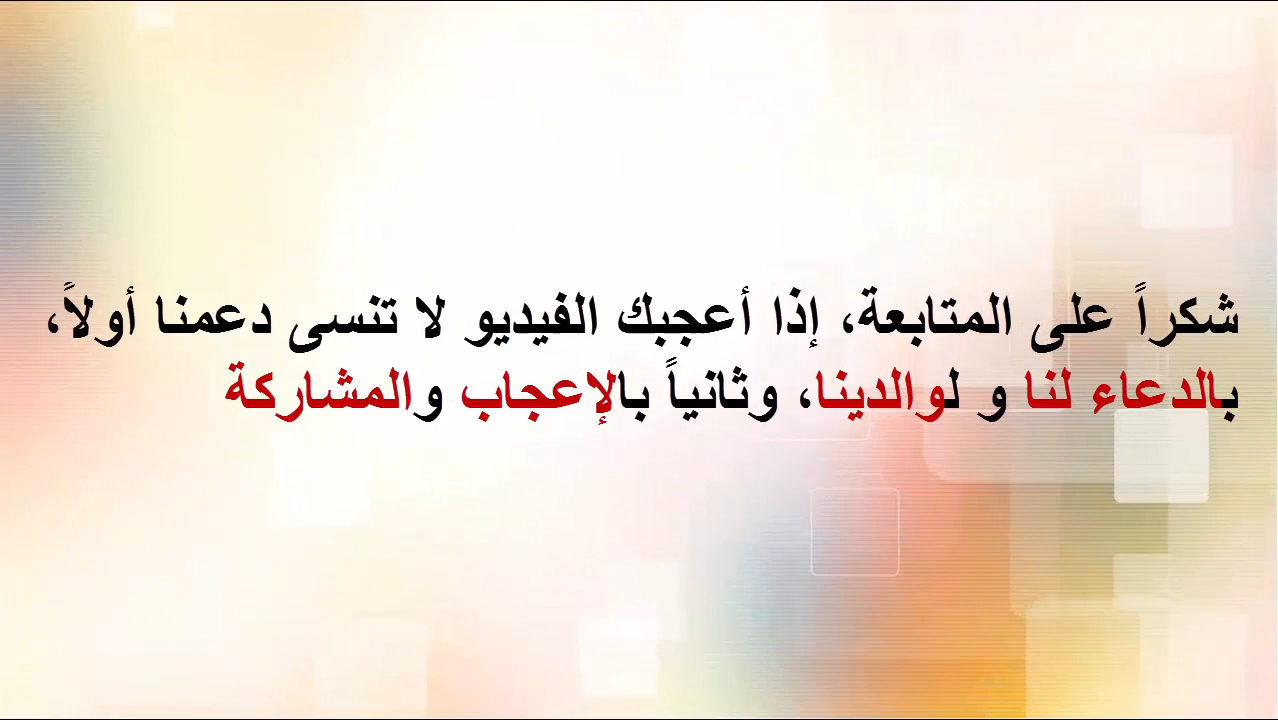 شكراً على المتابعة، إذا أعجبك الفيديو لا تنسى دعمنا أولاً،
بالدعاء لنا و لوالدينا، وثانياً بالإعجاب والمشاركة